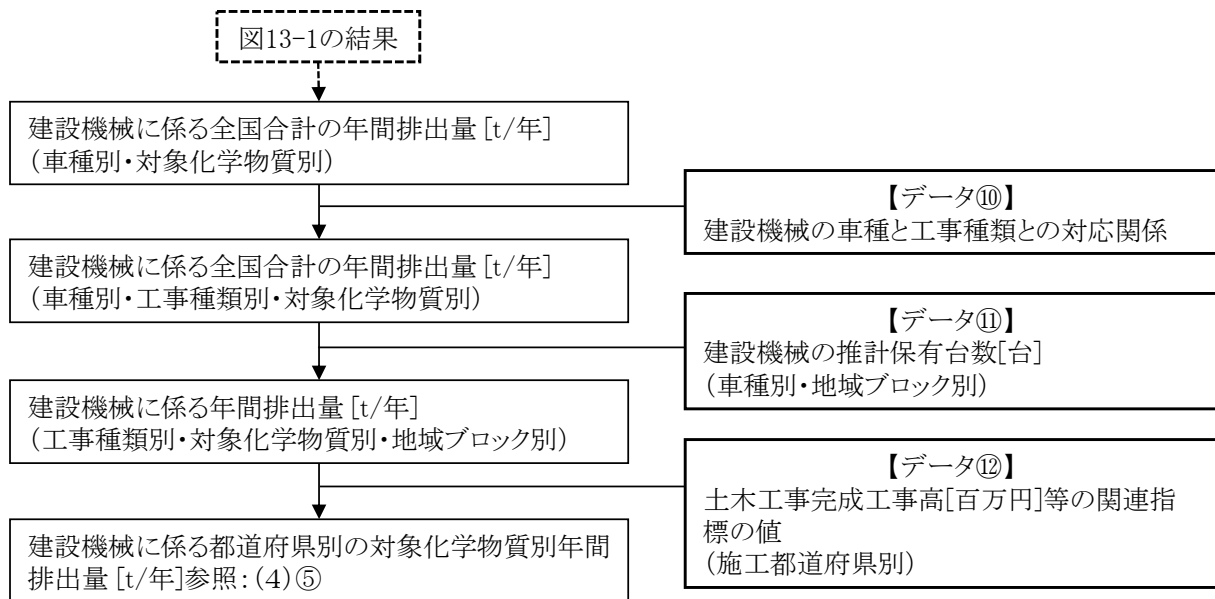 図13-1の結果
建設機械に係る全国合計の年間排出量[t/年]
(車種別・対象化学物質別)
【データ⑩】
建設機械の車種と工事種類との対応関係
建設機械に係る全国合計の年間排出量[t/年]
(車種別・工事種類別・対象化学物質別)
【データ⑪】
建設機械の推計保有台数[台]
(車種別・地域ブロック別)
建設機械に係る年間排出量[t/年]
(工事種類別・対象化学物質別・地域ブロック別)
【データ⑫】
土木工事完成工事高[百万円]等の関連指
標の値
(施工都道府県別)
建設機械に係る都道府県別の対象化学物質別年間
排出量[t/年]参照:(4)⑤